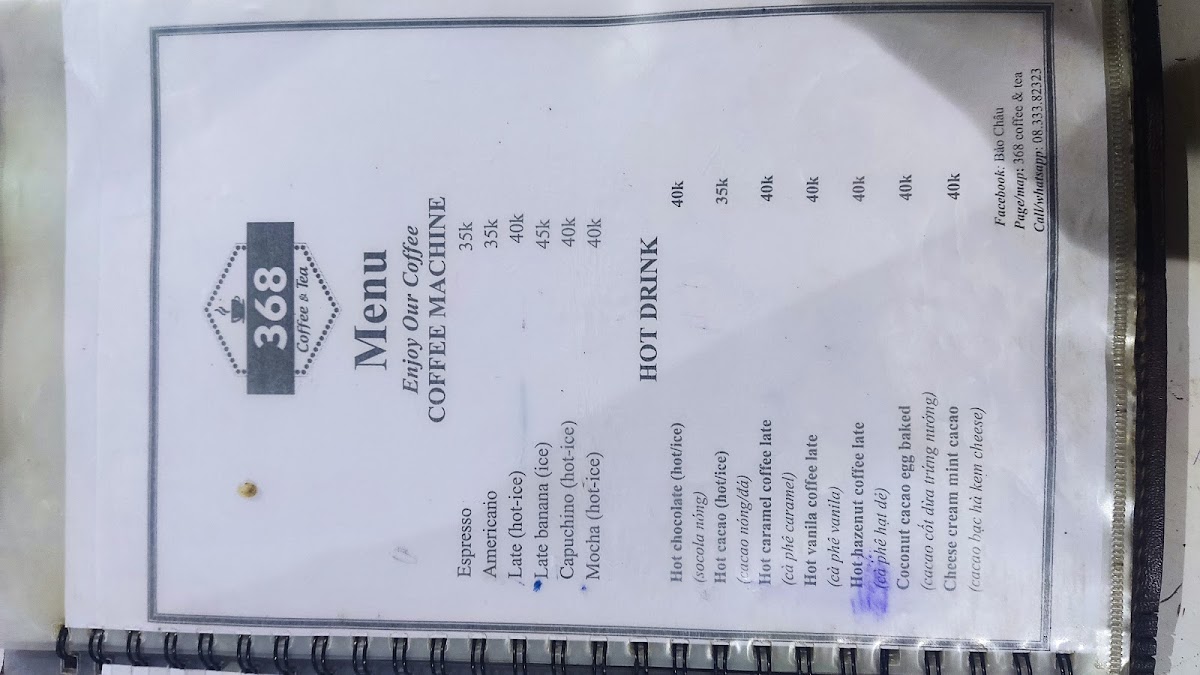 368
Coffee & Tea
Menu
Enjoy Our Coffee
COFFEE MACHINE
Espresso 35k
Americano 35k
Late (hot-ice) 40k
Late banana (ice) 45k
Capuchino (hot-ice) 40k
Mocha (hot-ice) 40k
HOT DRINK
Hot chocolate (hot/ice) 40k
(socola nóng)
Hot cacao (hot/ice) 35k
(cacao nóng/đá)
Hot caramel coffee late 40k
(cà phê caramel)
Hot vanila coffee late 40k
(cà phê vanila)
Hot hazenut coffee late 40k
(cà phê hạt dẻ)
Coconut cacao egg baked 40k
(cacao cốt dừa trứng nướng)
Cheese cream mint cacao 40k
(cacao bạc hà kem cheese)
Facebook: Bảo Châu
Page/map: 368 coffee & tea
Call/whatsapp: 08.333.82323